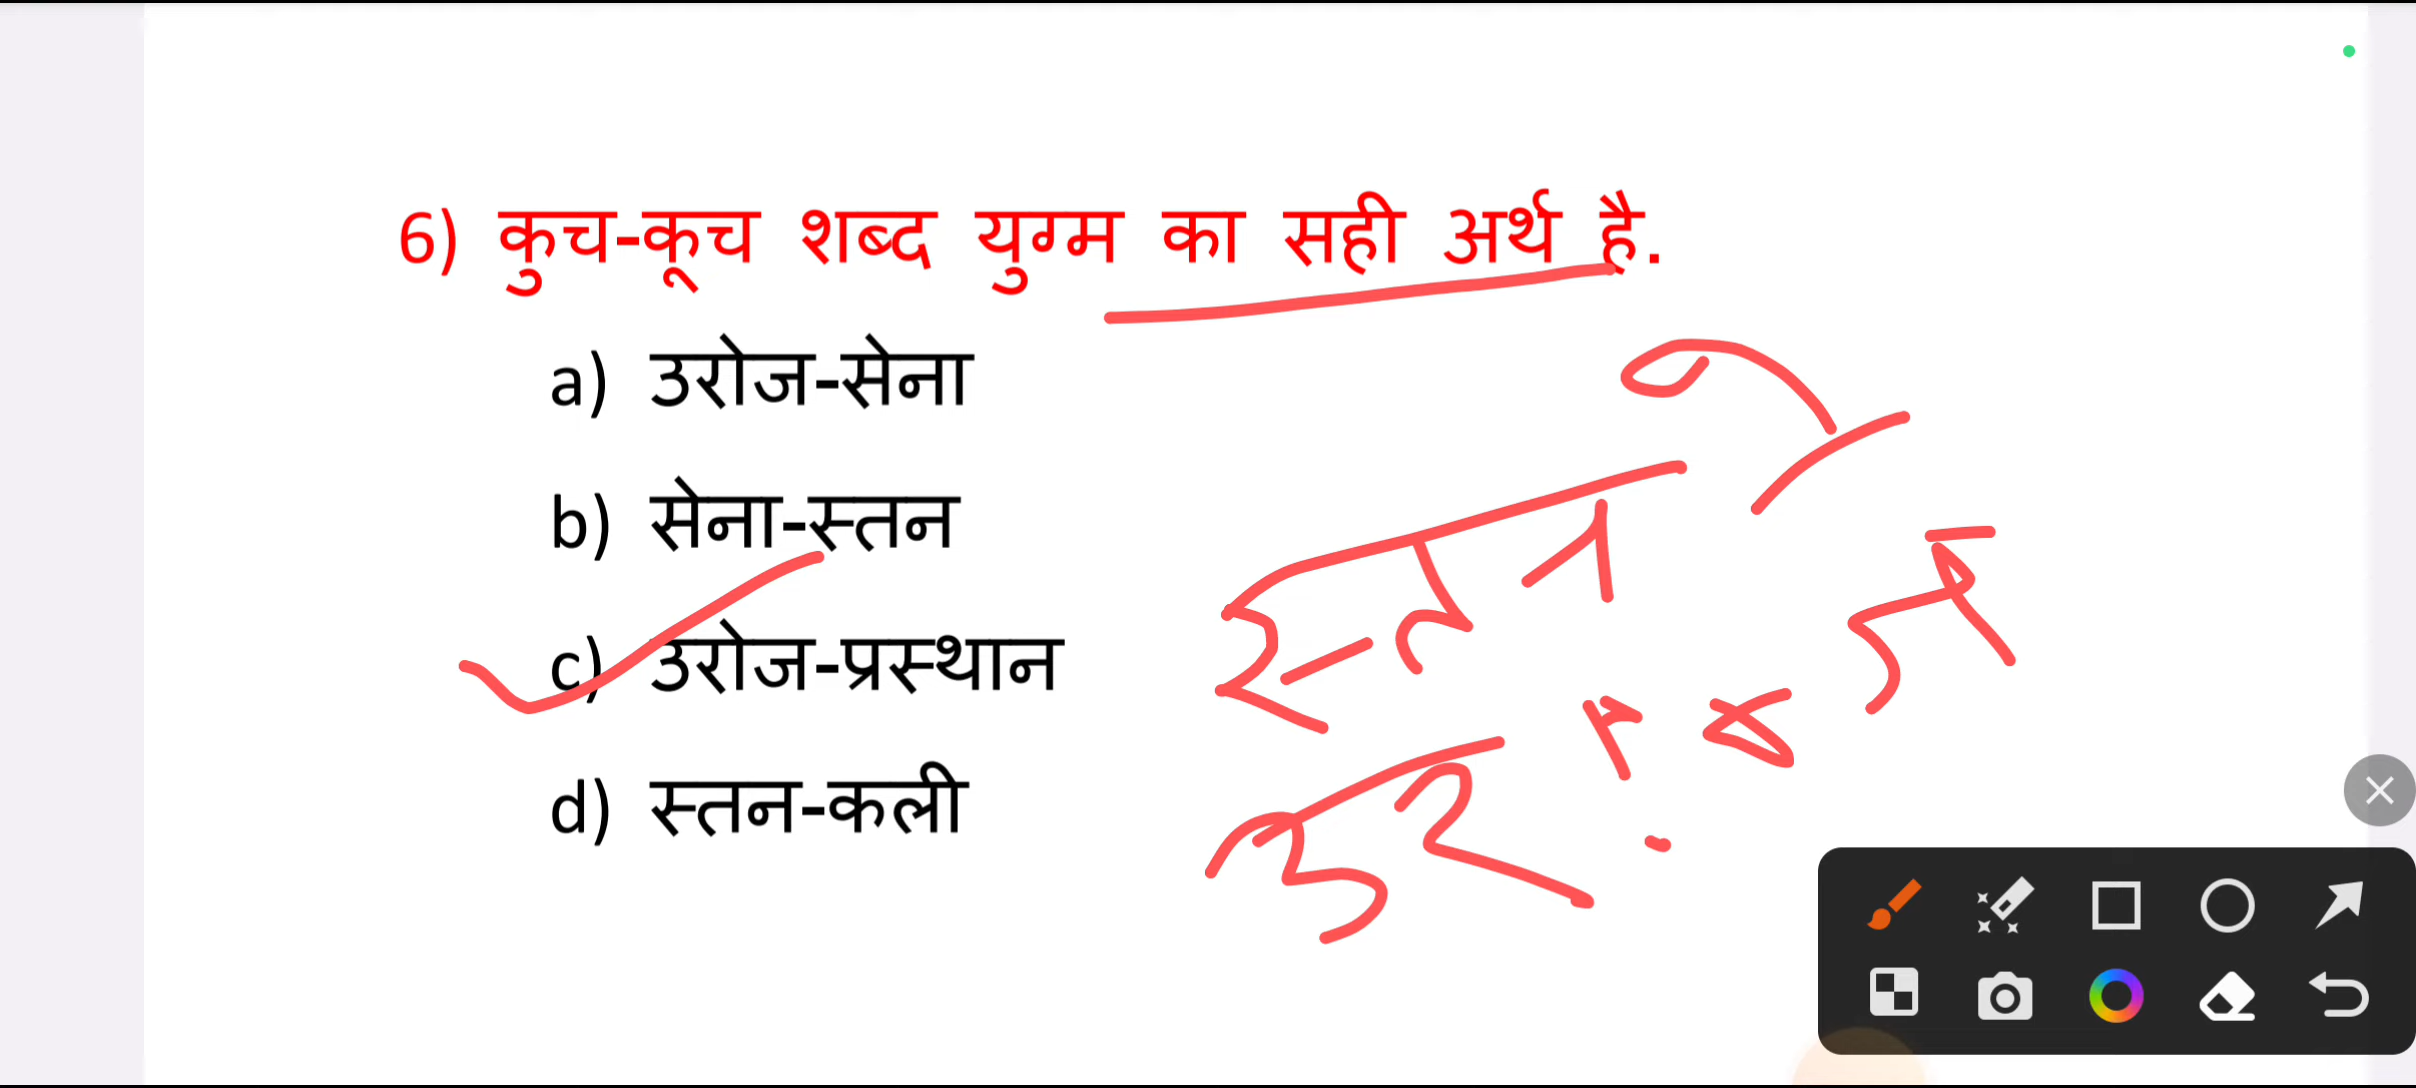 6) कुच-कूच शब्द युग्म का सही अर्थ है.
a) उरोज-सेना
b) सेना-स्तन
c) उरोज-प्रस्थान
d) स्तन-कली
स्तन